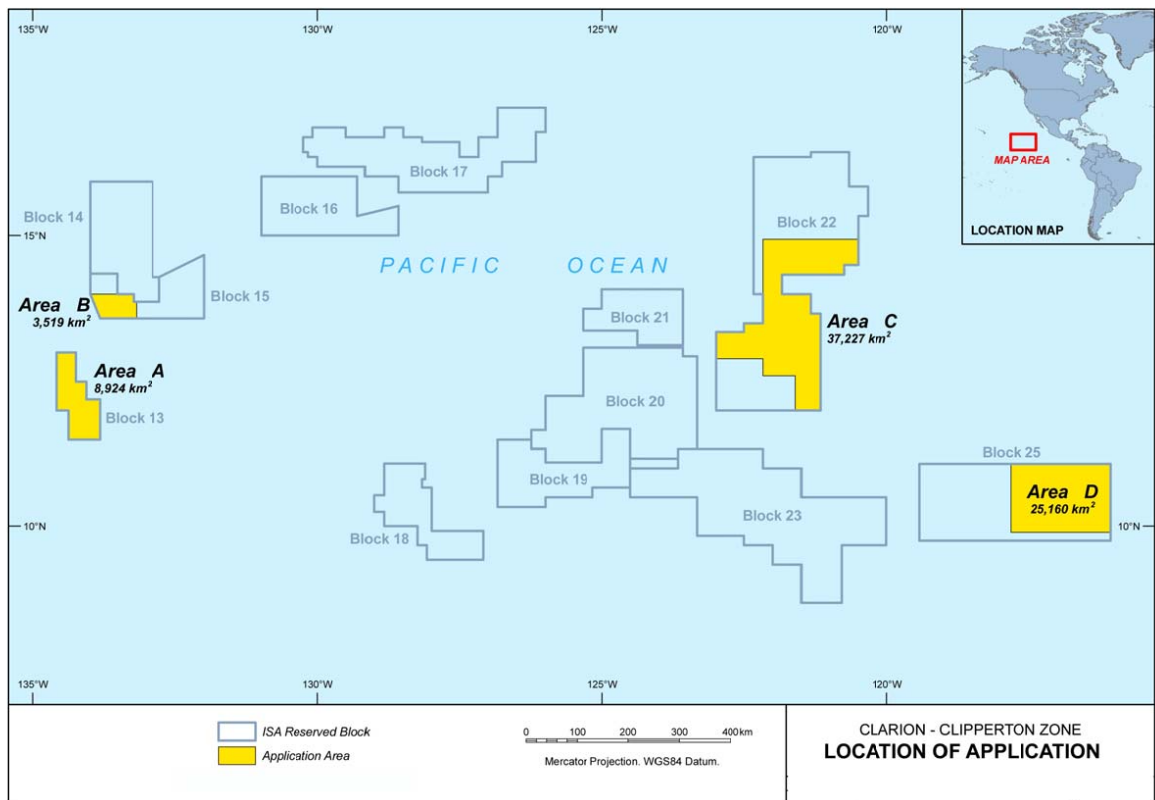 135°W
130°W
125°W
120°W
MAP AREA
LOCATION MAP
Block 17
Block 14
Block 16
Block 22
15°N
PACIFIC OCEAN
Block 15
Area B
3,519 km²
Block 21
Area C
37,227 km²
Area A
8,924 km²
Block 13
Block 20
Block 25
Block 19
Area D
25,160 km²
Block 23
10°N
10°N
Block 18
135°W
130°W
125°W
120°W
ISA Reserved Block
Application Area
0 100 200 300 400km
Mercator Projection. WGS84 Datum.
CLARION - CLIPPERTON ZONE
LOCATION OF APPLICATION